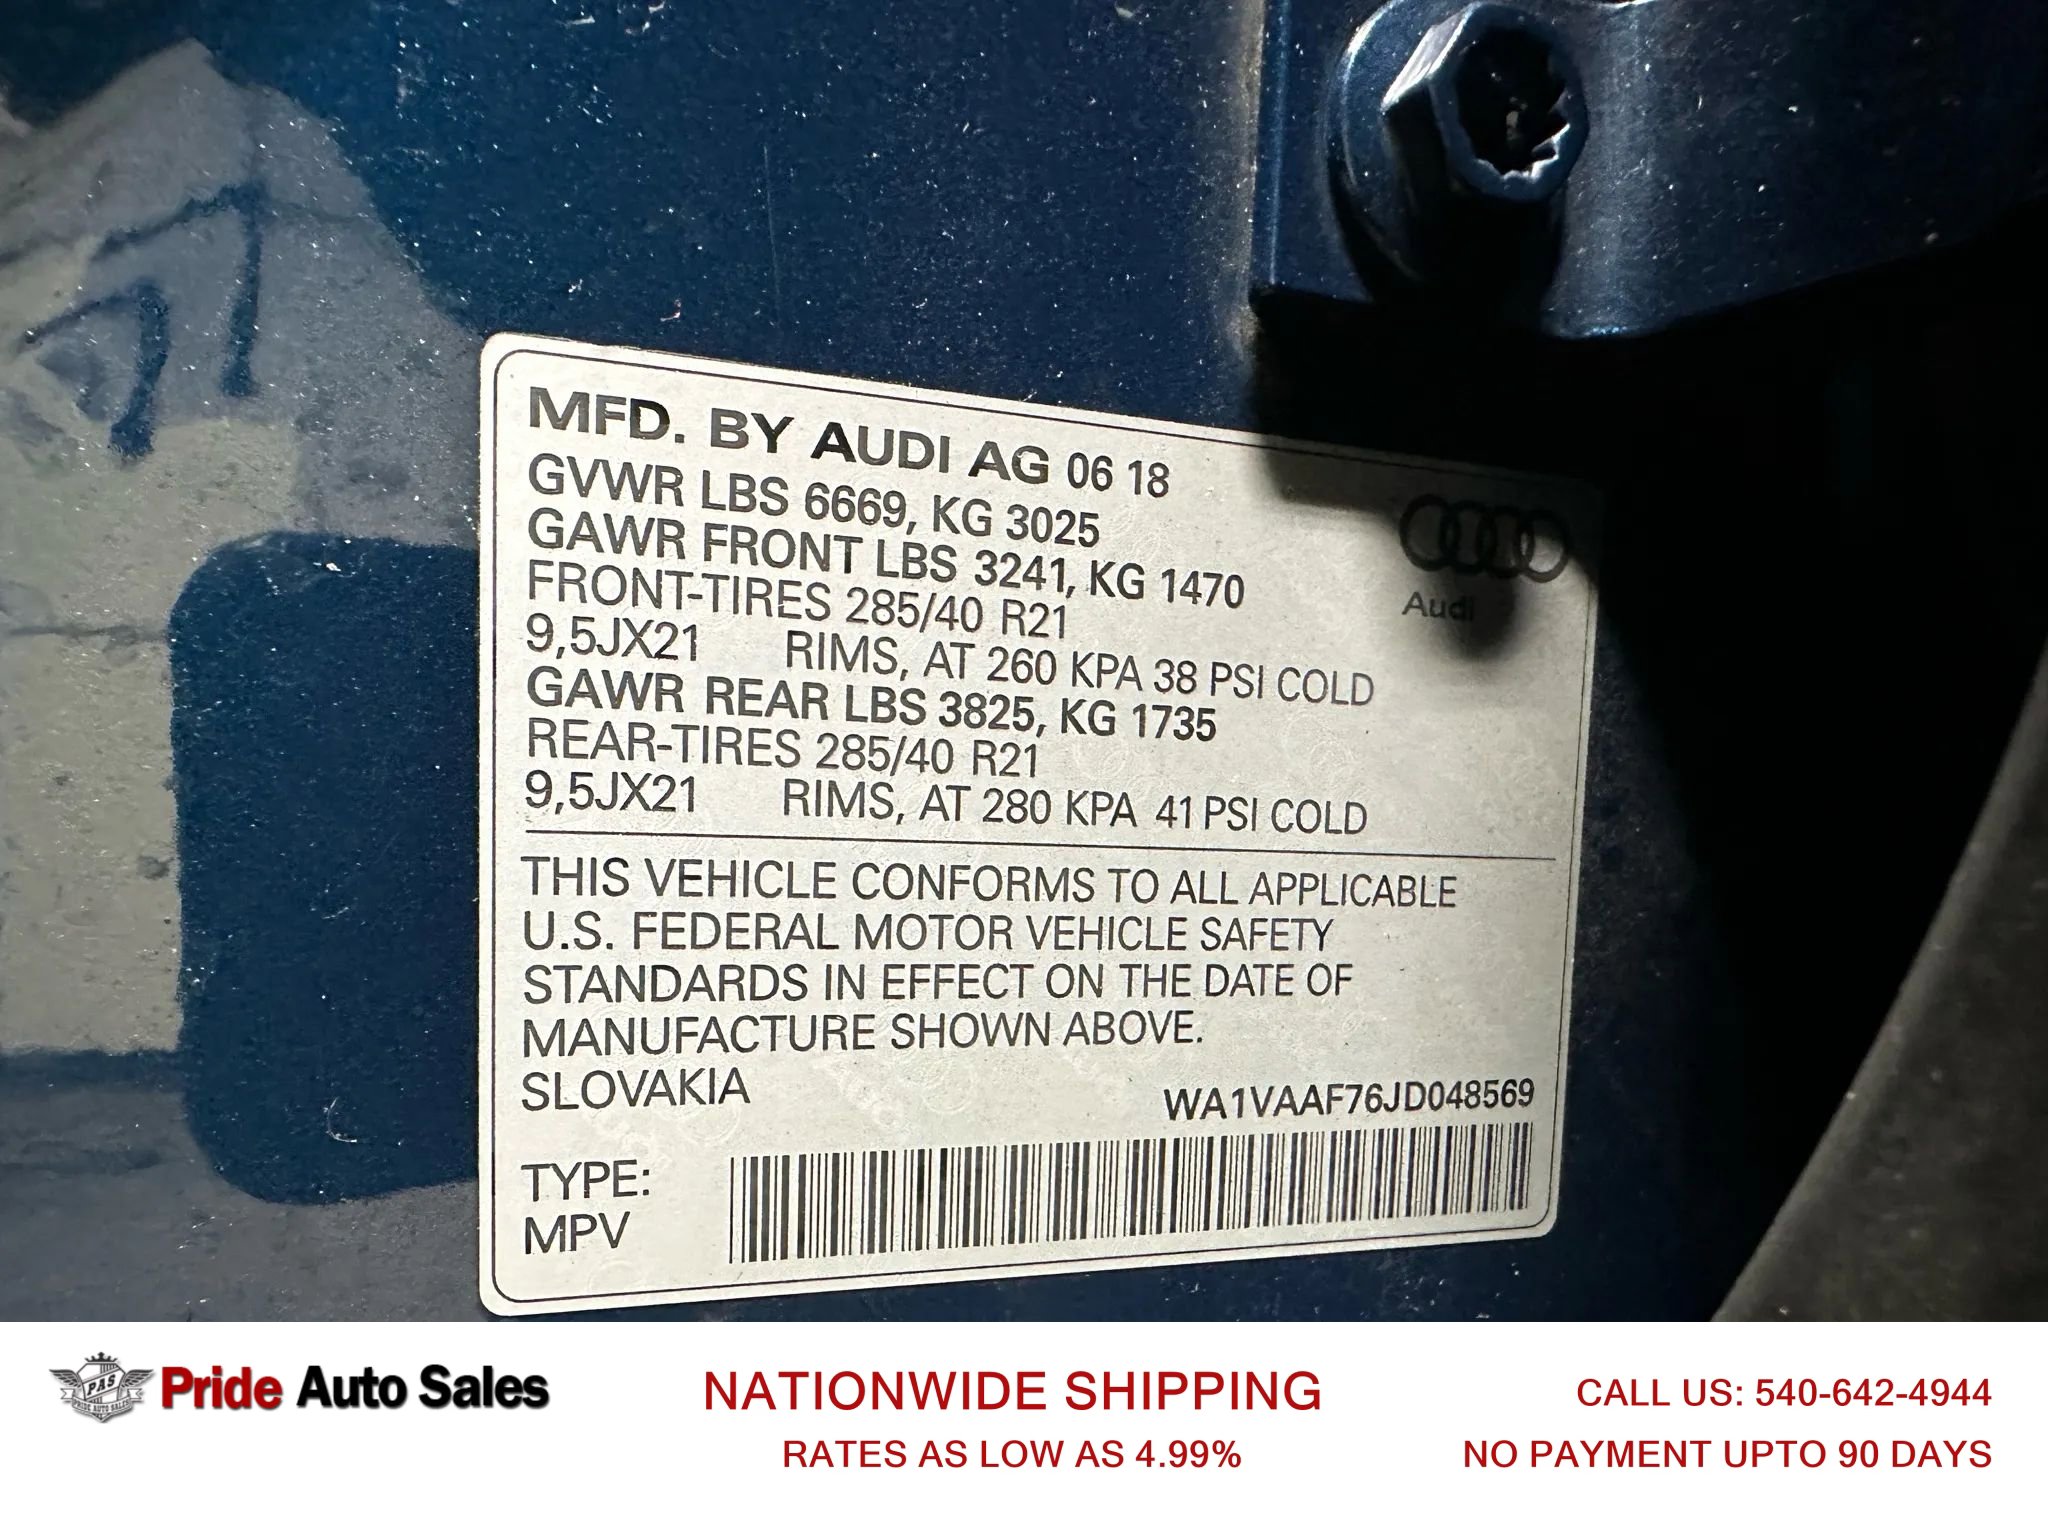 MFD. BY AUDI AG 06 18
GVWR LBS 6669, KG 3025
GAWR FRONT LBS 3241, KG 1470
FRONT-TIRES 285/40 R21
9,5JX21 RIMS, AT 260 KPA 38 PSI COLD
GAWR REAR LBS 3825, KG 1735
REAR-TIRES 285/40 R21
9,5JX21 RIMS, AT 280 KPA 41 PSI COLD
Audi
THIS VEHICLE CONFORMS TO ALL APPLICABLE
U.S. FEDERAL MOTOR VEHICLE SAFETY
STANDARDS IN EFFECT ON THE DATE OF
MANUFACTURE SHOWN ABOVE.
SLOVAKIA
WA1VAAF76JD048569
TYPE:
MPV
PAS
PRIDE AUTO SALES
Pride Auto Sales
NATIONWIDE SHIPPING
RATES AS LOW AS 4.99%
CALL US: 540-642-4944
NO PAYMENT UPTO 90 DAYS